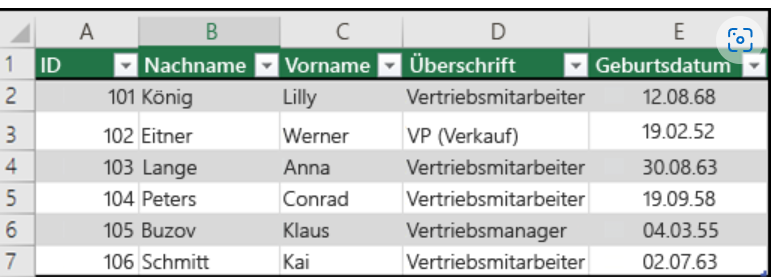 A B C D E
1 ID Nachname Vorname Überschrift Geburtsdatum
2 101 König Lilly Vertriebsmitarbeiter 12.08.68
3 102 Eitner Werner VP (Verkauf) 19.02.52
4 103 Lange Anna Vertriebsmitarbeiter 30.08.63
5 104 Peters Conrad Vertriebsmitarbeiter 19.09.58
6 105 Buzov Klaus Vertriebsmanager 04.03.55
7 106 Schmitt Kai Vertriebsmitarbeiter 02.07.63